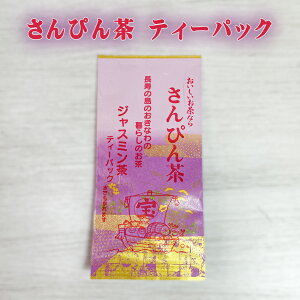 さんぴん茶 ティーパック
おいしいお茶なら
さんぴん茶
長寿の島のおきなわの
暮らしのお茶
ジャスミン茶
ティーパック
宝